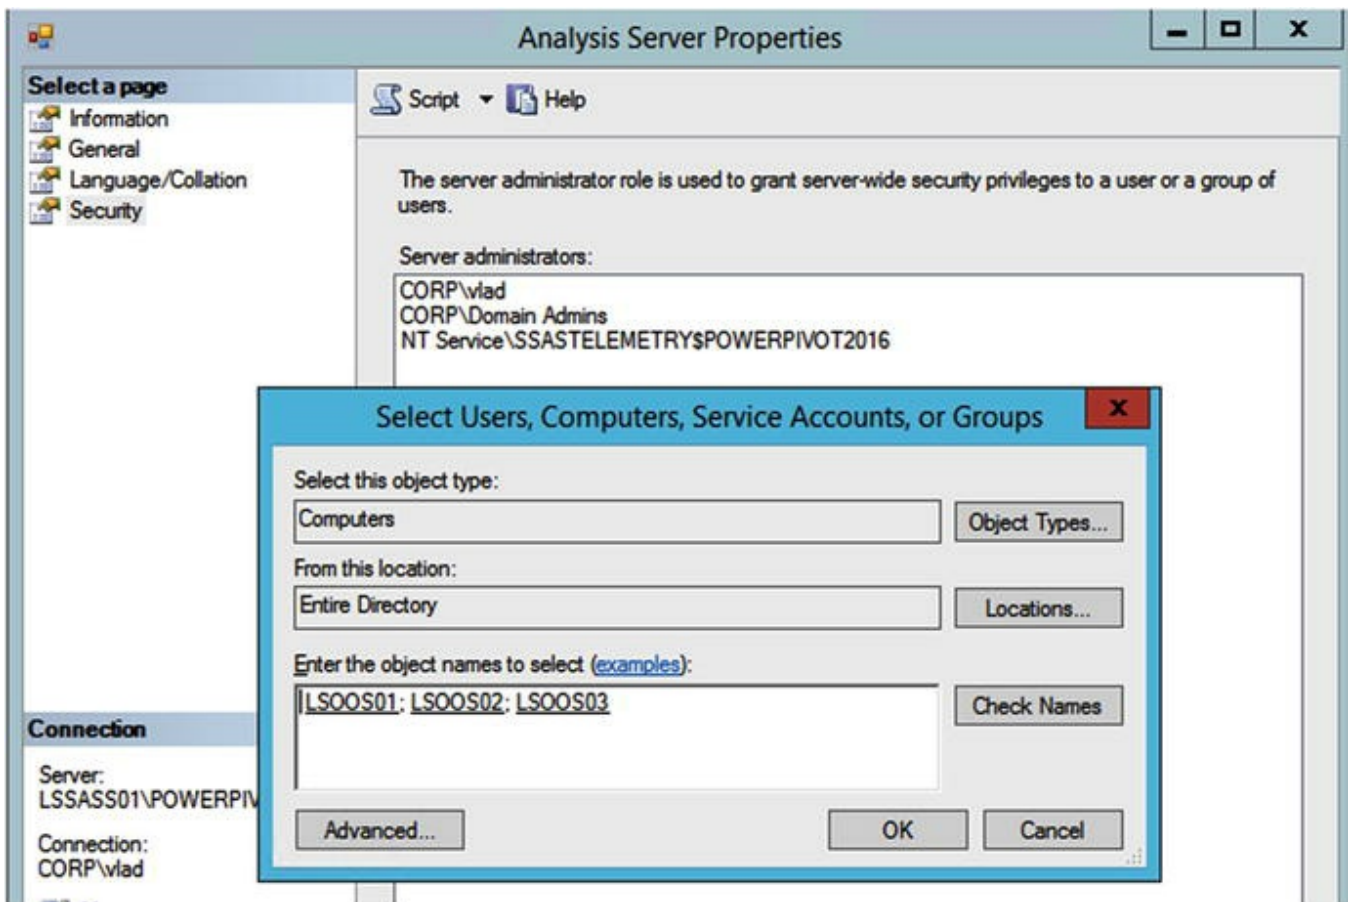 Analysis Server Properties
Select a page
Information
General
Language/Collation
Security
Script
Help
The server administrator role is used to grant server-wide security privileges to a user or a group of
users.
Server administrators:
CORP\vlad
CORP\Domain Admins
NT Service\SSASTELEMETRY$POWERPIVOT2016
Select Users, Computers, Service Accounts, or Groups
Select this object type:
Computers
Object Types...
From this location:
Entire Directory
Locations...
Enter the object names to select (examples):
LSOOS01; LSOOS02; LSOOS03
Check Names
Advanced...
OK
Cancel
Connection
Server:
LSSASS01\POWERPIV
Connection:
CORP\vlad